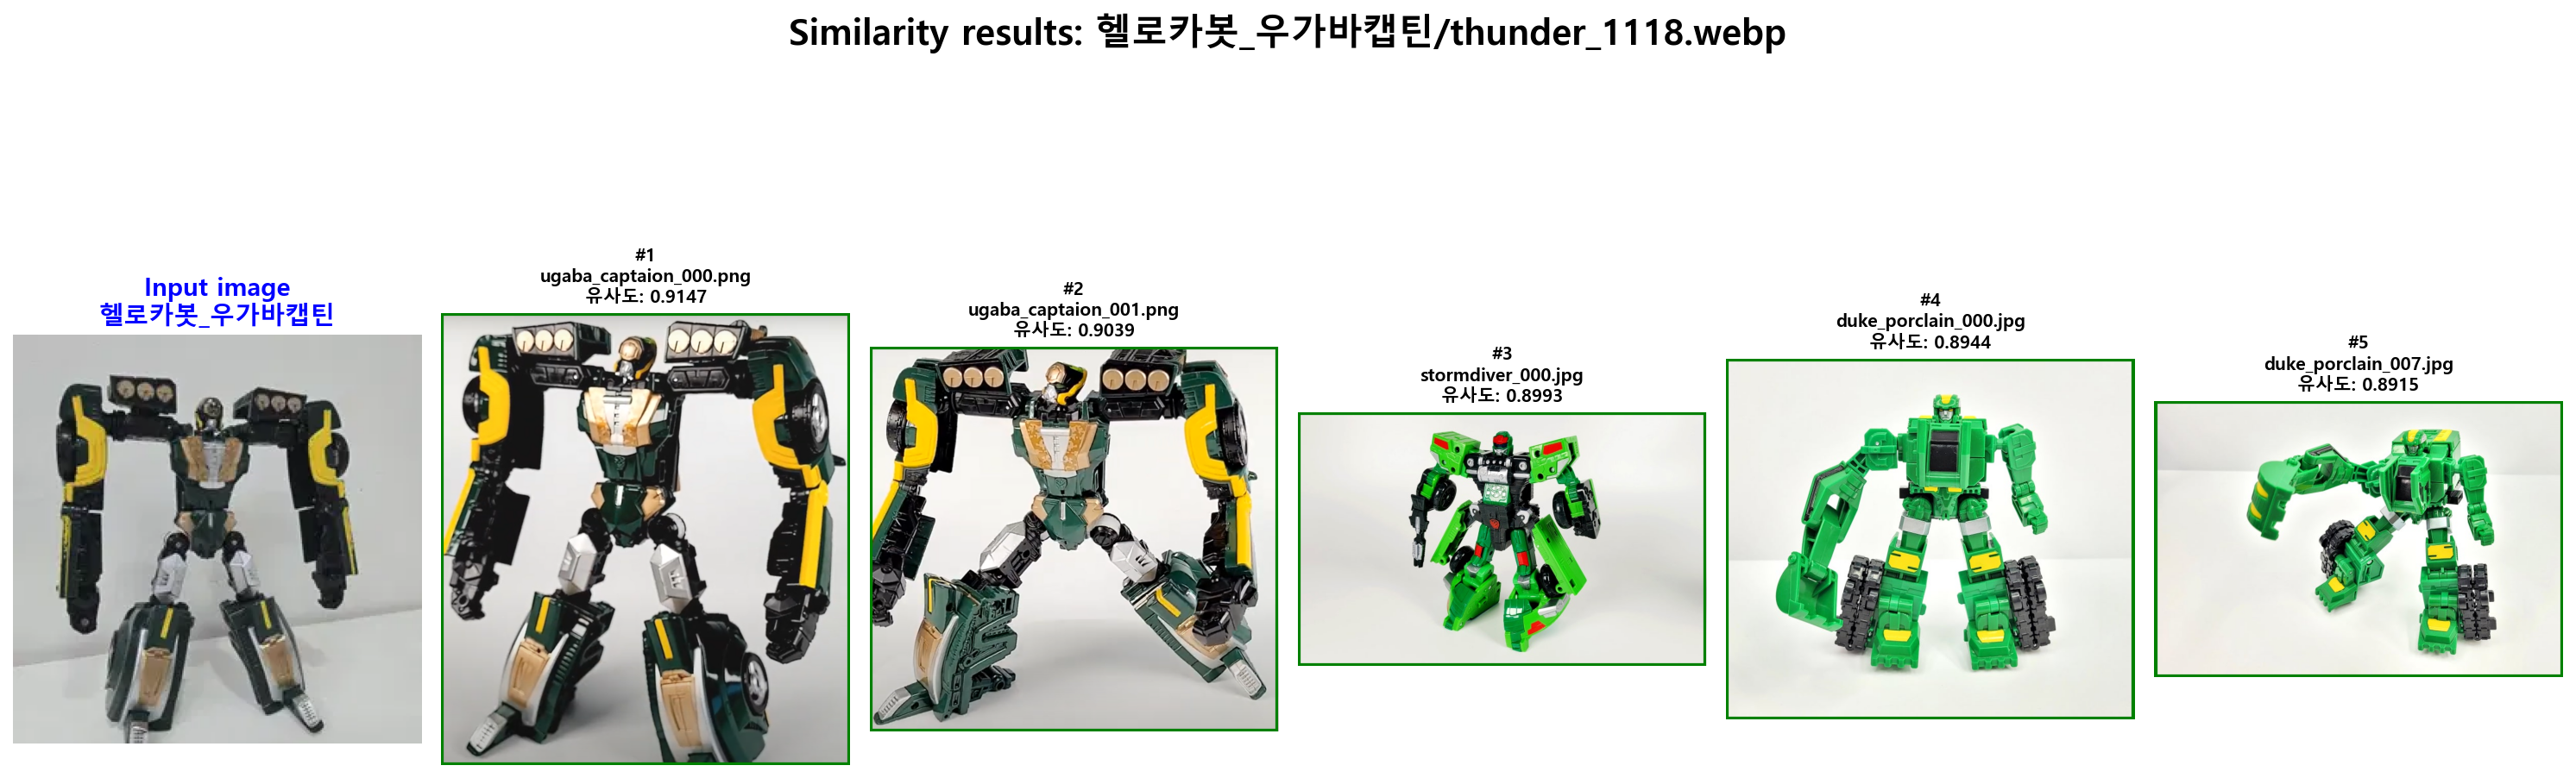 Similarity results: 헬로카봇_우가바캡틴/thunder_1118.webp
Input image
헬로카봇_우가바캡틴
#1
ugaba_captaion_000.png
유사도: 0.9147
#2
ugaba_captaion_001.png
유사도: 0.9039
#3
stormdiver_000.jpg
유사도: 0.8993
#4
duke_porclain_000.jpg
유사도: 0.8944
#5
duke_porclain_007.jpg
유사도: 0.8915